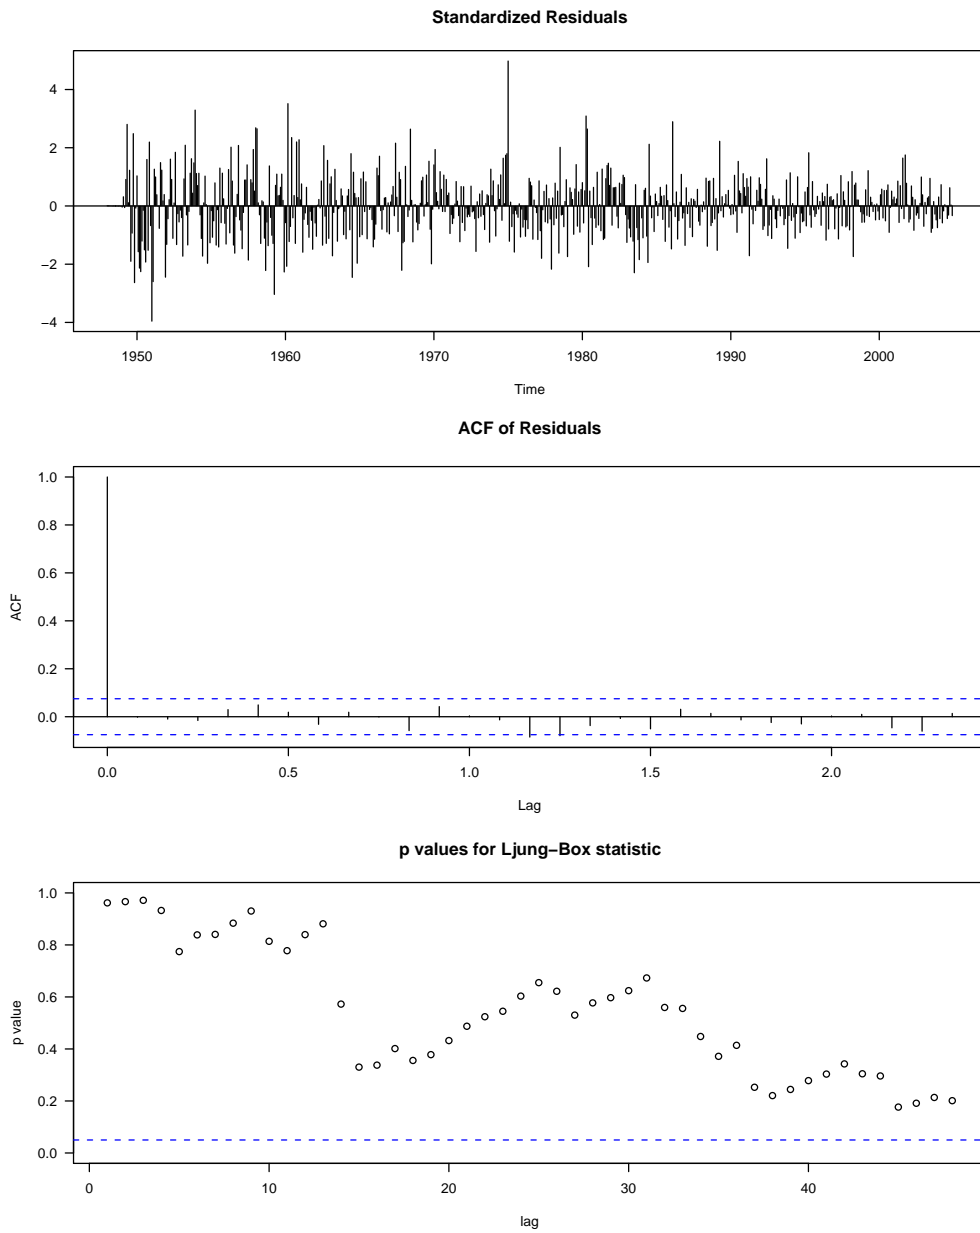 Standardized Residuals
4
2
0
−2
−4
1950 1960 1970 1980 1990 2000
Time
ACF of Residuals
ACF
1.0
0.8
0.6
0.4
0.2
0.0
0.0 0.5 1.0 1.5 2.0
Lag
p values for Ljung−Box statistic
p value
1.0
0.8
0.6
0.4
0.2
0.0
0 10 20 30 40
lag